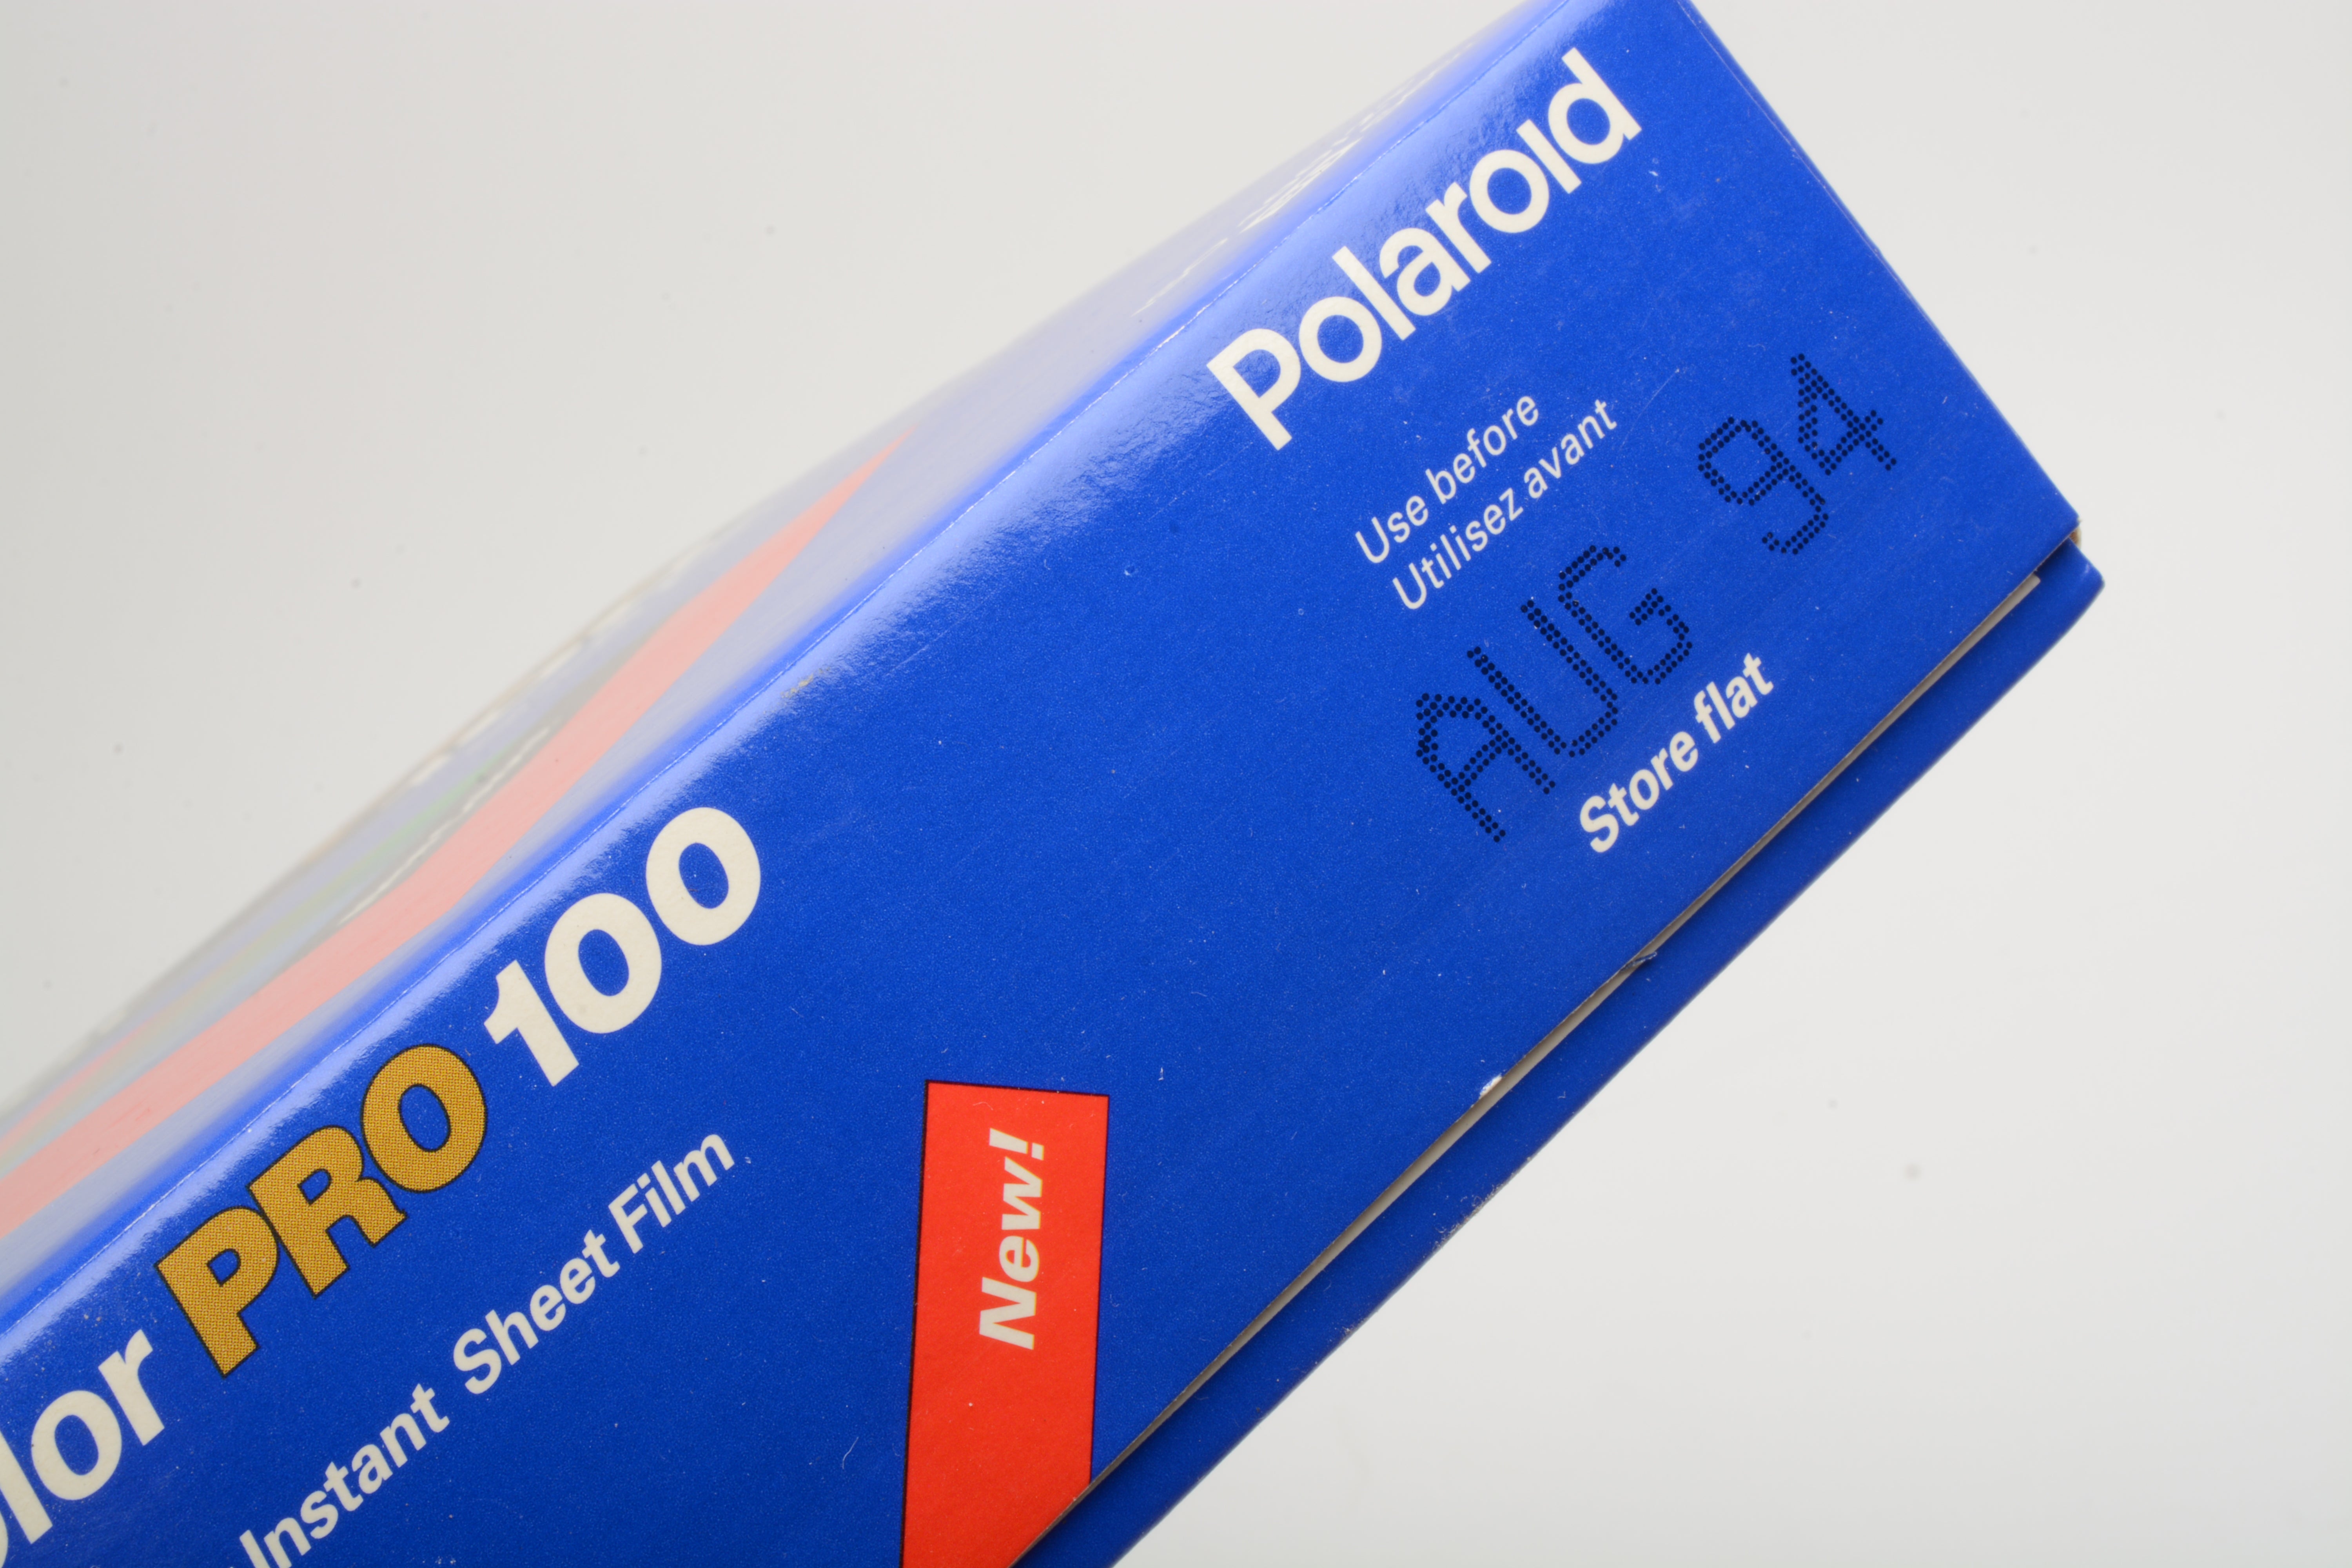 Polaroid
Use before
Utilisez avant
AUG 94
Store flat
lor PRO 100
Instant Sheet Film
New!